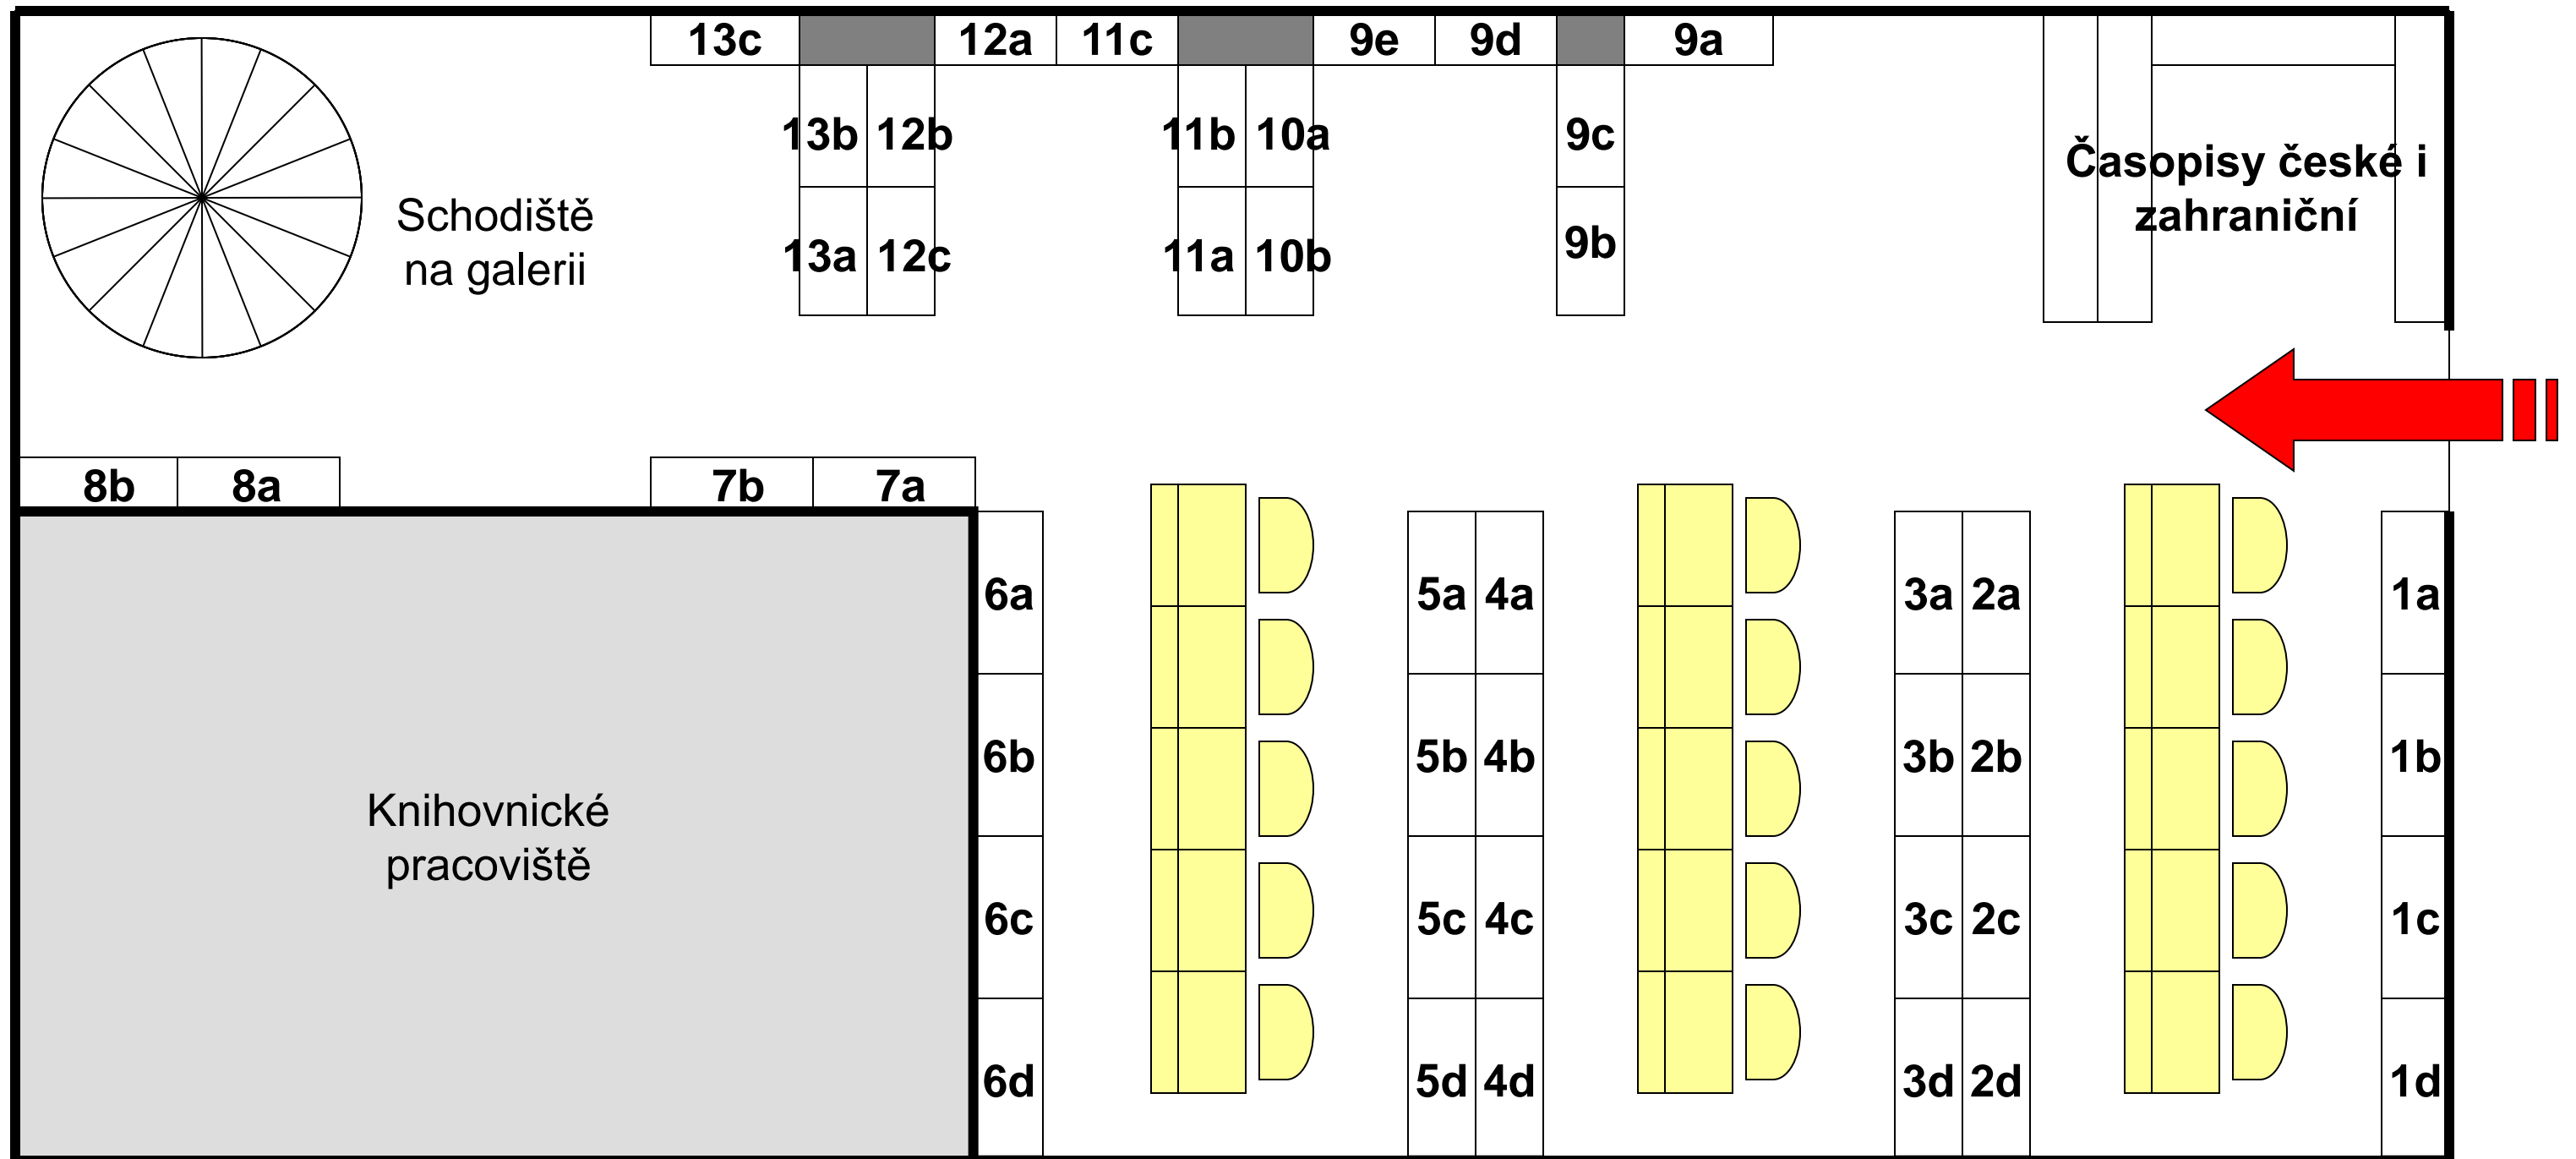 13c 12a 11c 9e 9d 9a
13b 12b 11b 10a 9c
Časopisy české i
zahraniční
Schodiště
na galerii
13a 12c 11a 10b 9b
8b 8a 7b 7a
6a 5a 4a 3a 2a 1a
6b 5b 4b 3b 2b 1b
Knihovnické
pracoviště
6c 5c 4c 3c 2c 1c
6d 5d 4d 3d 2d 1d